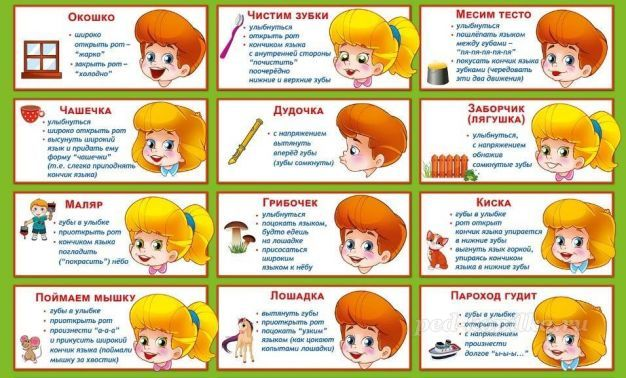 Окошко
• широко
открыть рот –
"жарко"
• закрыть рот –
"холодно"
Чистим зубки
• улыбнуться
• открыть рот
• кончиком языка
с внутренней стороны
"почистить"
поочерёдно
нижние и верхние зубы
Месим тесто
• улыбнуться
• пошлёпать языком
между губами –
"пя-пя-пя-пя-пя"
• покусать кончик языка
зубками (чередовать
эти два движения)
Чашечка
• улыбнуться
• широко открыть рот
• высунуть широкий
язык и придать ему
форму "чашечки"
(т.е. слегка приподнять
кончик языка)
Дудочка
• с напряжением
вытянуть
вперёд губы
(зубы сомкнуты)
Заборчик
(лягушка)
• улыбнуться,
• с напряжением
обнажив
сомкнутые зубы
Маляр
• губы в улыбке
• приоткрыть рот
• кончиком языка
погладить
("покрасить") нёбо
Грибочек
• улыбнуться
• поцокать языком,
будто едешь
на лошадке
• присосаться
широким
языком к нёбу
Киска
• губы в улыбке
• рот открыт
• кончик языка упирается
в нижние зубы
• выгнуть язык горкой,
упираясь кончиком
языка в нижние зубы
Поймаем мышку
• губы в улыбке
• приоткрыть рот
• произнести "а-а-а"
и прикусить широкий
кончик языка (поймали
мышку за хвостик)
Лошадка
• вытянуть губы
• приоткрыть рот
• поцокать "узким"
языком (как цокают
копытами лошадки)
Пароход гудит
• губы в улыбке
• открыть рот
• с напряжением
произнести
долгое "ы-ы-ы..."